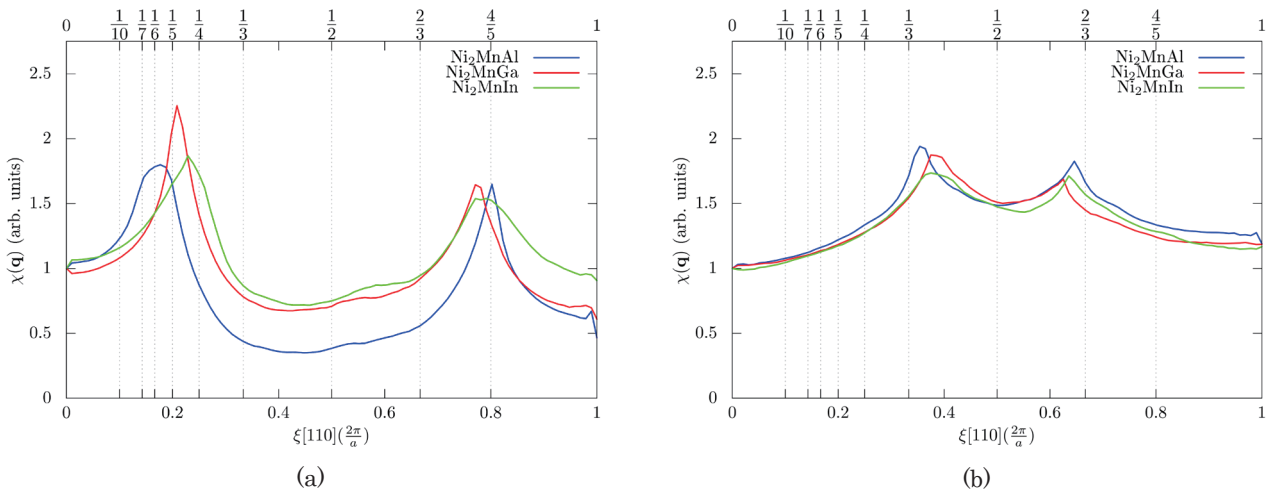 0 1/10 1/7 1/6 1/5 1/4 1/3 1/2 2/3 4/5 1
2.5
2
1.5
1
0.5
0
χ(q) (arb. units)
Ni₂MnAl
Ni₂MnGa
Ni₂MnIn
0 0.2 0.4 0.6 0.8 1
ξ[110](2π/a)
(a)
0 1/10 1/7 1/6 1/5 1/4 1/3 1/2 2/3 4/5 1
2.5
2
1.5
1
0.5
0
χ(q) (arb. units)
Ni₂MnAl
Ni₂MnGa
Ni₂MnIn
0 0.2 0.4 0.6 0.8 1
ξ[110](2π/a)
(b)